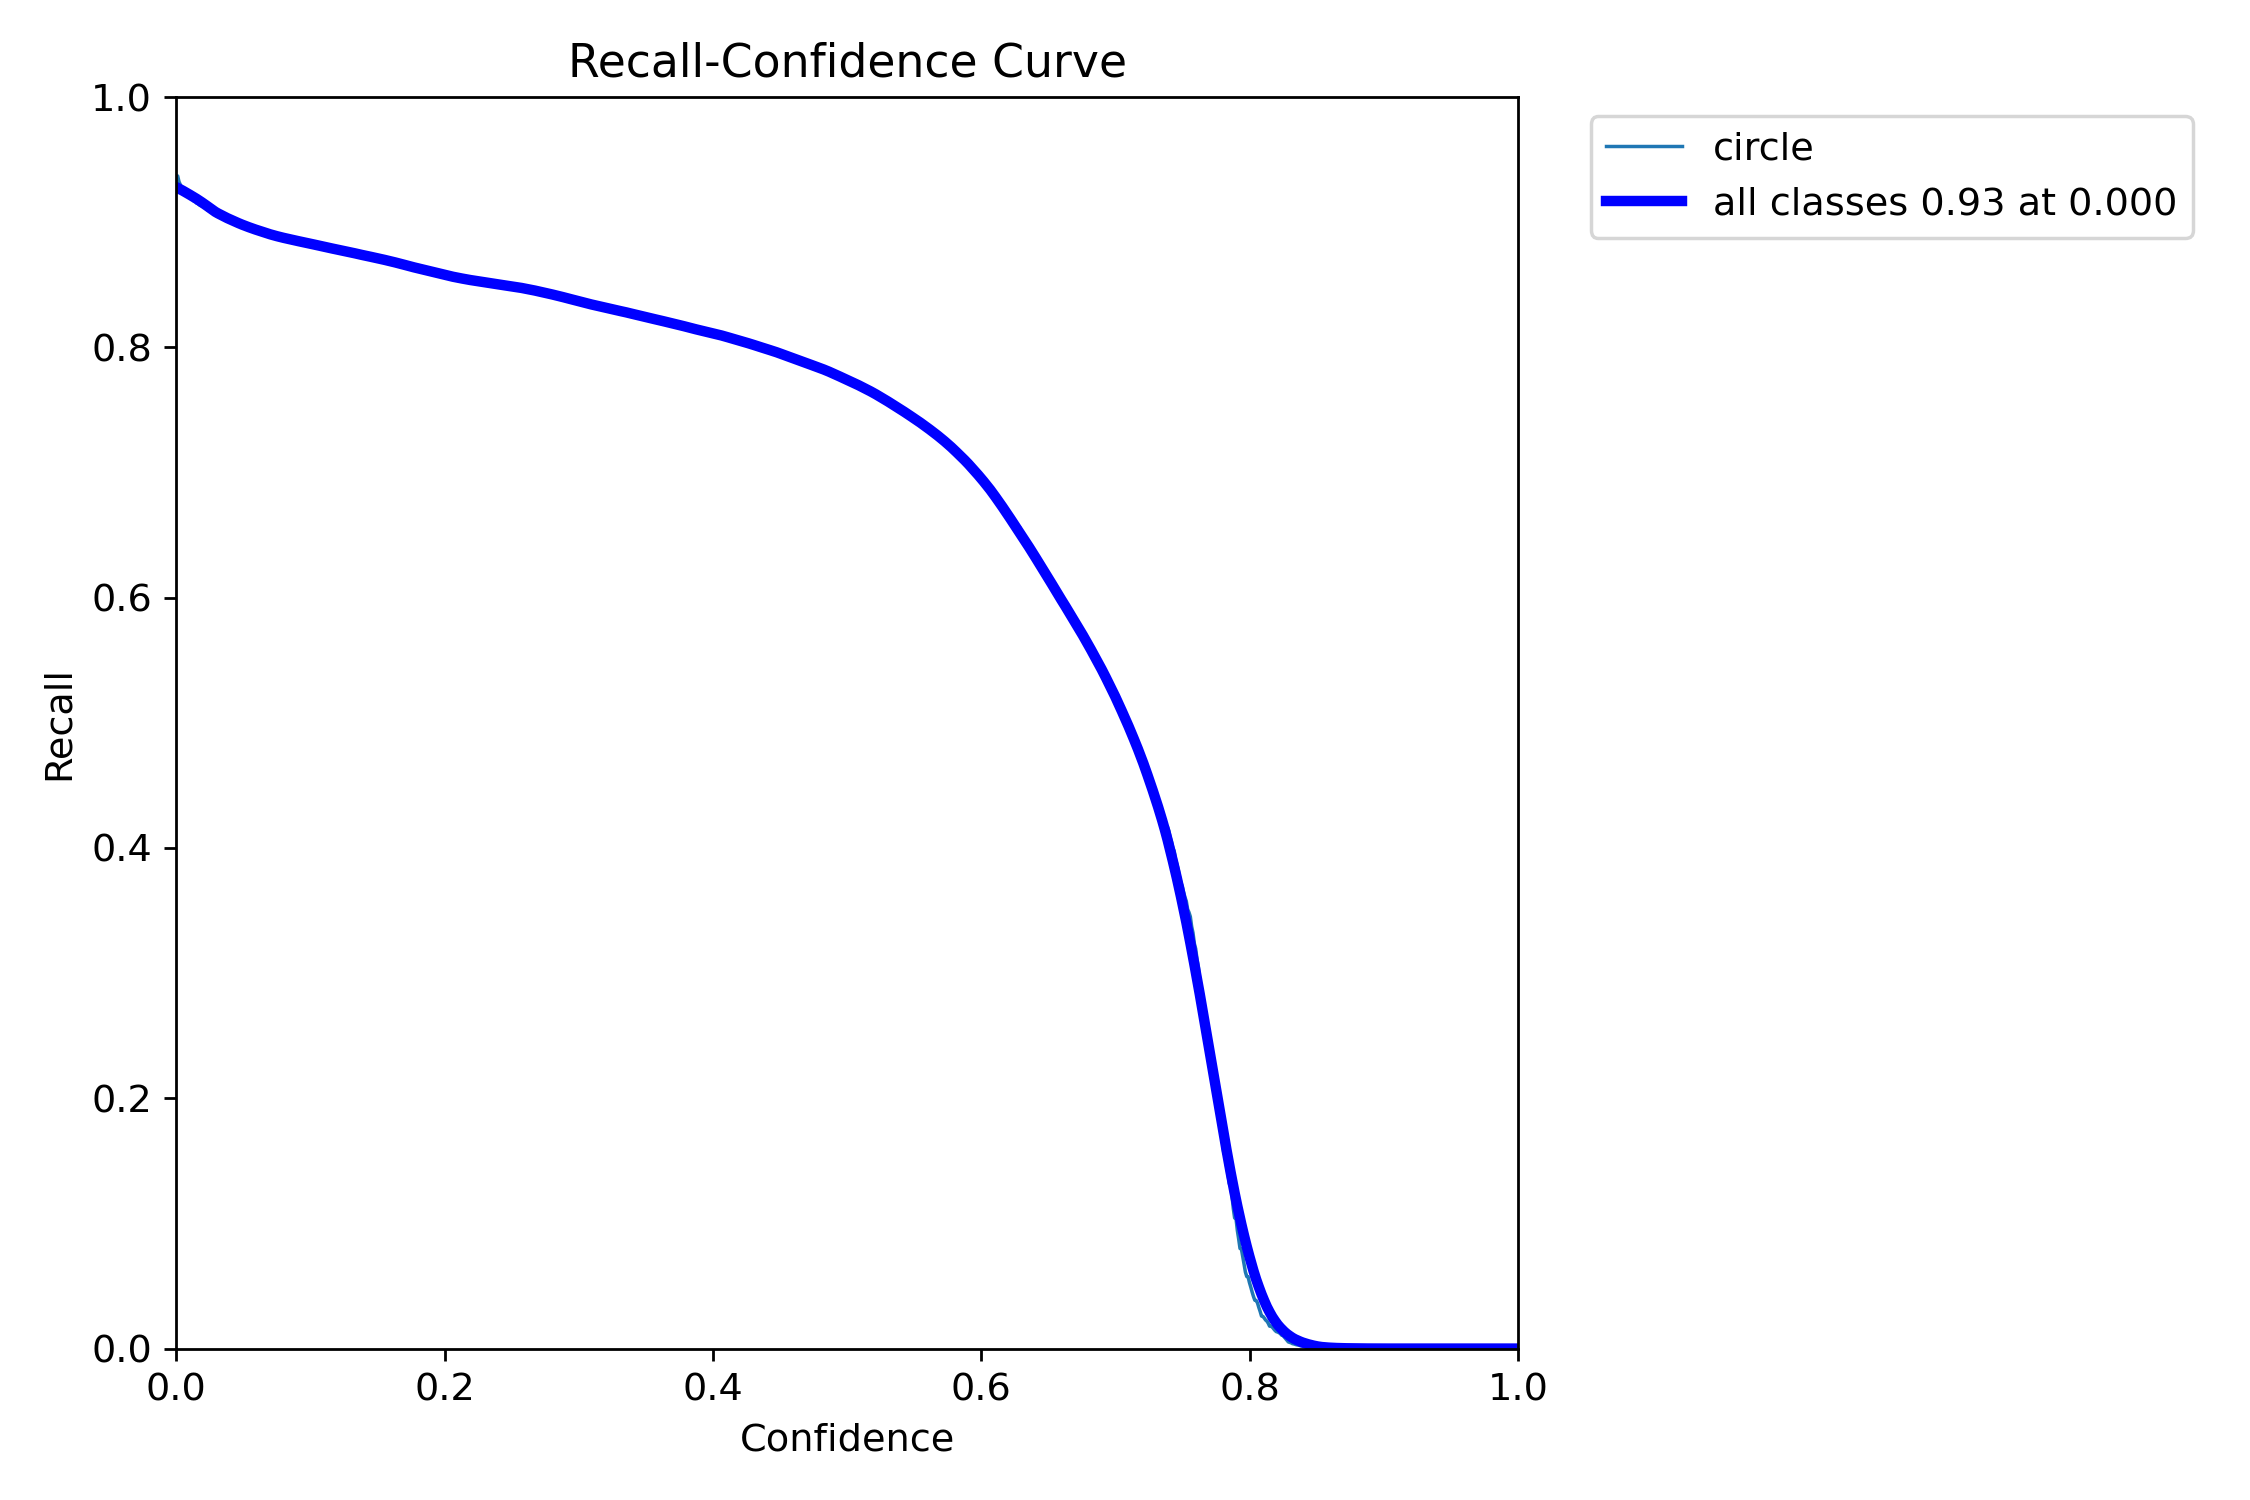 Recall-Confidence Curve
circle
all classes 0.93 at 0.000
Recall
1.0
0.8
0.6
0.4
0.2
0.0
0.0 0.2 0.4 0.6 0.8 1.0
Confidence